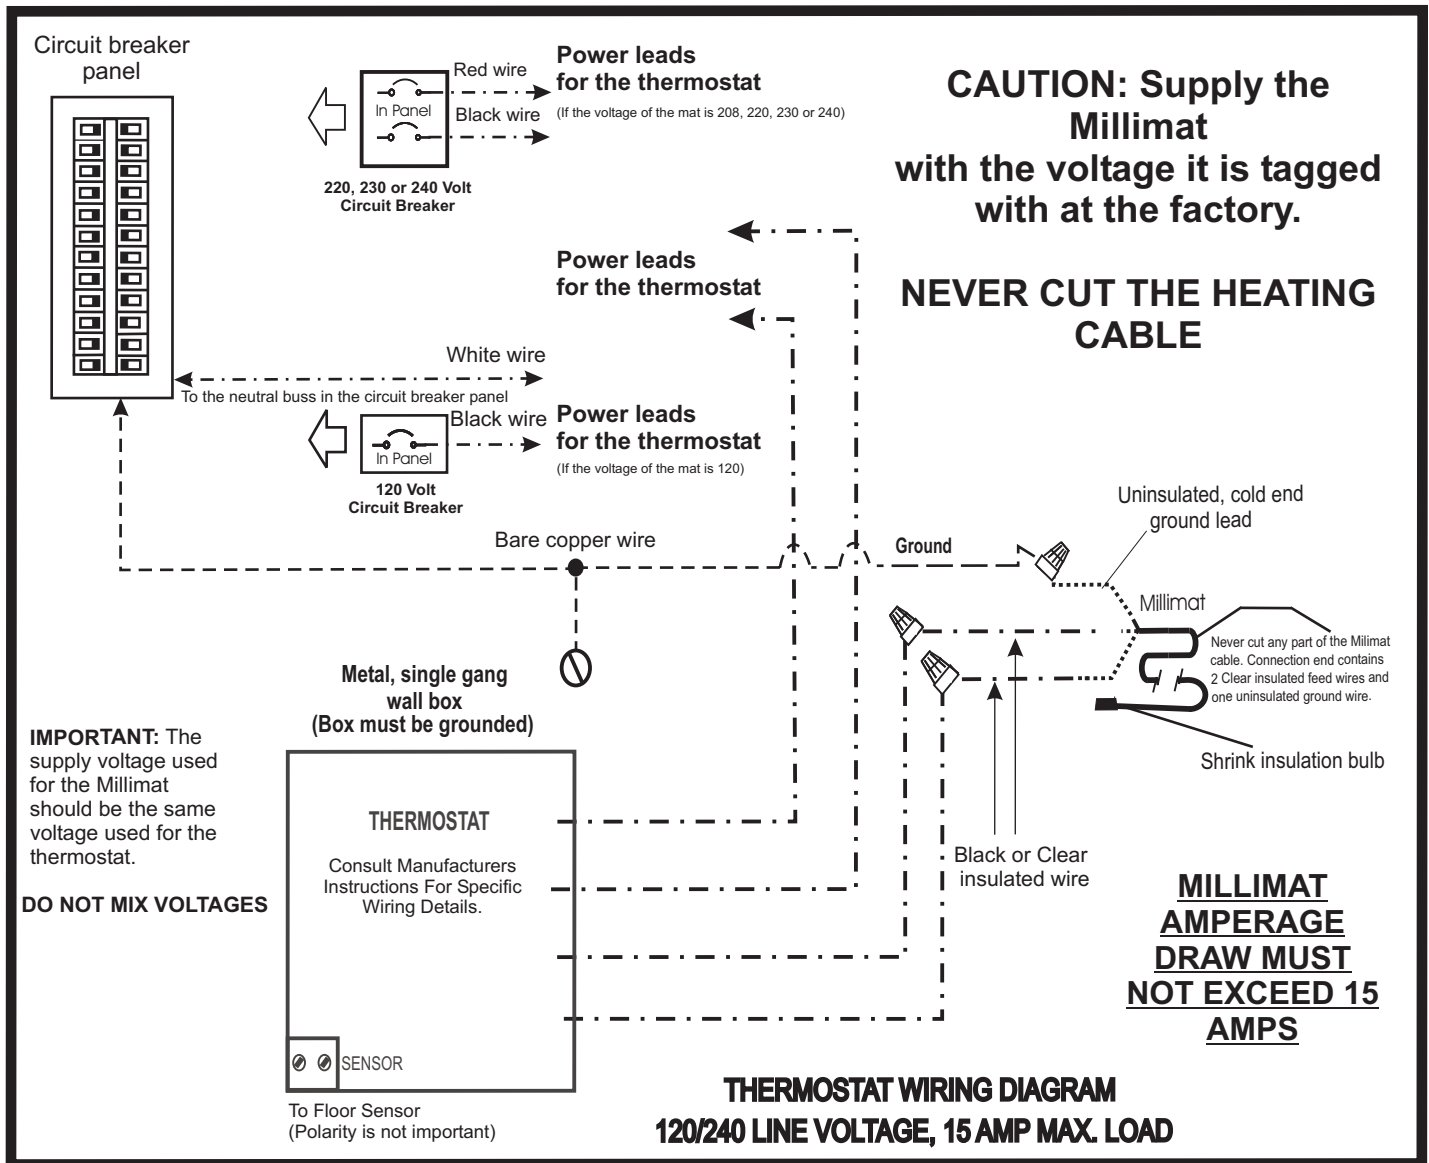 Circuit breaker
panel
Red wire
In Panel
Black wire
220, 230 or 240 Volt
Circuit Breaker
Power leads
for the thermostat
(If the voltage of the mat is 208, 220, 230 or 240)
CAUTION: Supply the
Millimat
with the voltage it is tagged
with at the factory.
NEVER CUT THE HEATING
CABLE
Power leads
for the thermostat
White wire
To the neutral buss in the circuit breaker panel
Black wire
In Panel
120 Volt
Circuit Breaker
Power leads
for the thermostat
(If the voltage of the mat is 120)
Bare copper wire
Ground
Uninsulated, cold end
ground lead
Millimat
Never cut any part of the Milimat
cable. Connection end contains
2 Clear insulated feed wires and
one uninsulated ground wire.
Shrink insulation bulb
Black or Clear
insulated wire
Metal, single gang
wall box
(Box must be grounded)
IMPORTANT: The
supply voltage used
for the Millimat
should be the same
voltage used for the
thermostat.
DO NOT MIX VOLTAGES
THERMOSTAT
Consult Manufacturers
Instructions For Specific
Wiring Details.
SENSOR
To Floor Sensor
(Polarity is not important)
MILLIMAT
AMPERAGE
DRAW MUST
NOT EXCEED 15
AMPS
THERMOSTAT WIRING DIAGRAM
120/240 LINE VOLTAGE, 15 AMP MAX. LOAD